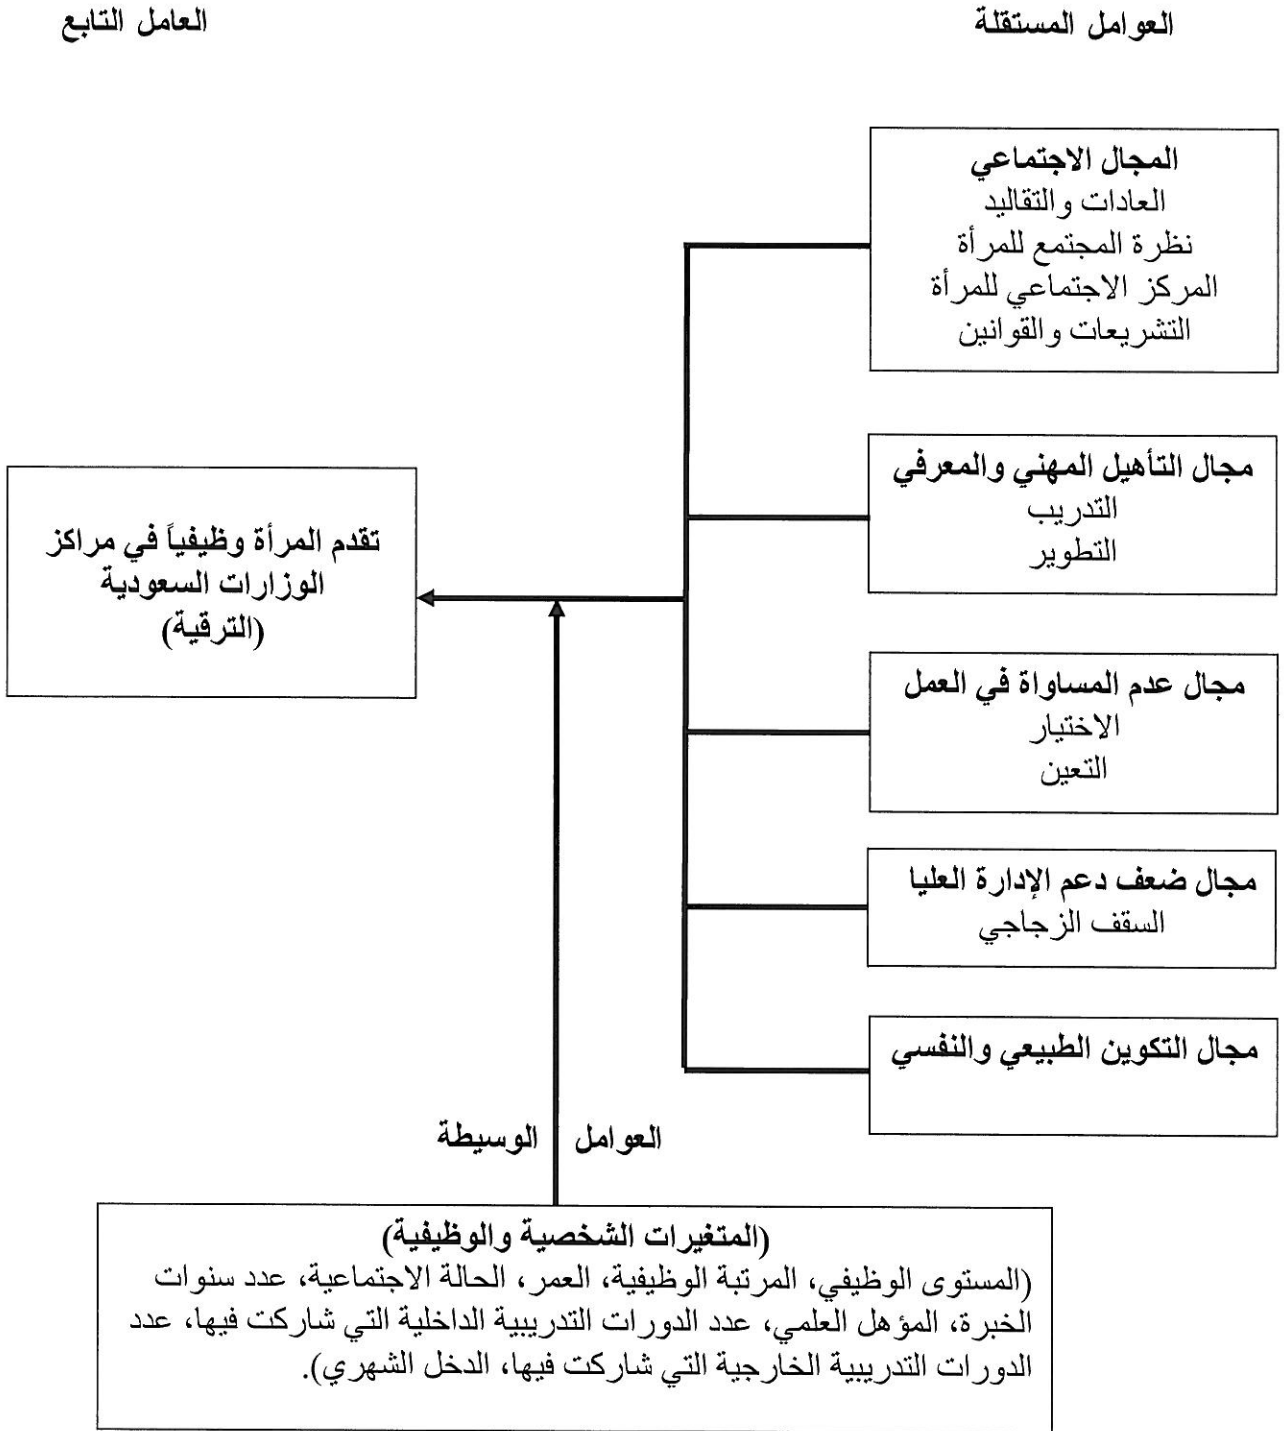 العوامل المستقلة
العامل التابع
المجال الاجتماعي
العادات والتقاليد
نظرة المجتمع للمرأة
المركز الاجتماعي للمرأة
التشريعات والقوانين
مجال التأهيل المهني والمعرفي
التدريب
التطوير
مجال عدم المساواة في العمل
الاختيار
التعين
مجال ضعف دعم الإدارة العليا
السقف الزجاجي
مجال التكوين الطبيعي والنفسي
تقدم المرأة وظيفياً في مراكز
الوزارات السعودية
(الترقية)
العوامل الوسيطة
(المتغيرات الشخصية والوظيفية)
(المستوى الوظيفي، المرتبة الوظيفية، العمر، الحالة الاجتماعية، عدد سنوات
الخبرة، المؤهل العلمي، عدد الدورات التدريبية الداخلية التي شاركت فيها، عدد
الدورات التدريبية الخارجية التي شاركت فيها، الدخل الشهري).